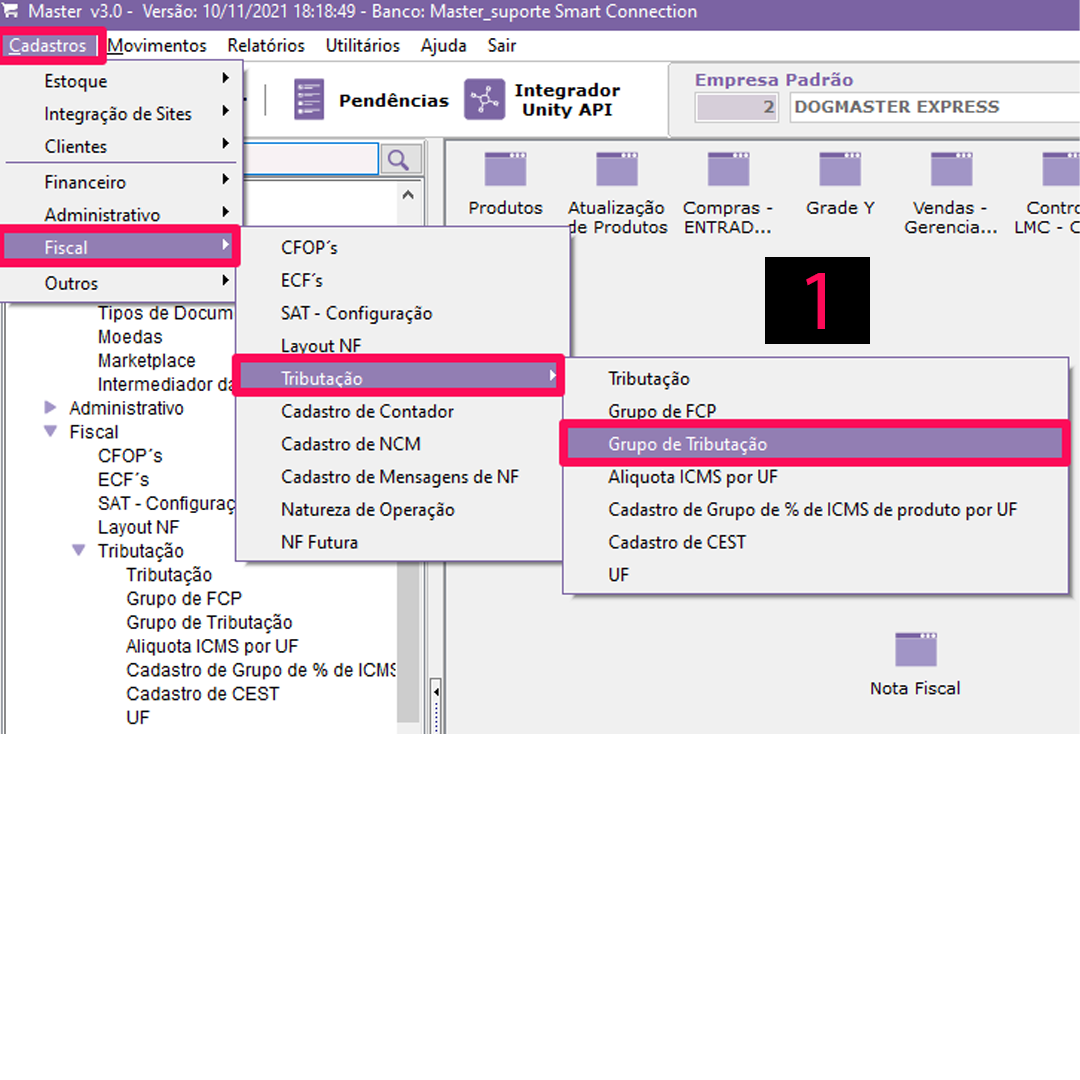 Master v3.0 - Versão: 10/11/2021 18:18:49 - Banco: Master_suporte Smart Connection
Cadastros Movimentos Relatórios Utilitários Ajuda Sair
Estoque
Integração de Sites
Clientes
Financeiro
Administrativo
Fiscal
Outros
Pendências
Integrador
Unity API
Empresa Padrão
2 DOGMASTER EXPRESS
Produtos
Atualização
de Produtos
Compras -
ENTRAD...
Grade Y
Vendas -
Gerencia...
Contro
LMC - C
CFOP´s
ECF´s
SAT - Configuração
Layout NF
Tributação
Cadastro de Contador
Cadastro de NCM
Cadastro de Mensagens de NF
Natureza de Operação
NF Futura
1
Tributação
Grupo de FCP
Grupo de Tributação
Aliquota ICMS por UF
Cadastro de Grupo de % de ICMS de produto por UF
Cadastro de CEST
UF
Tipos de Docum
Moedas
Marketplace
Intermediador da
Administrativo
Fiscal
CFOP´s
ECF´s
SAT - Configuraç
Layout NF
Tributação
Tributação
Grupo de FCP
Grupo de Tributação
Aliquota ICMS por UF
Cadastro de Grupo de % de ICMS
Cadastro de CEST
UF
Nota Fiscal